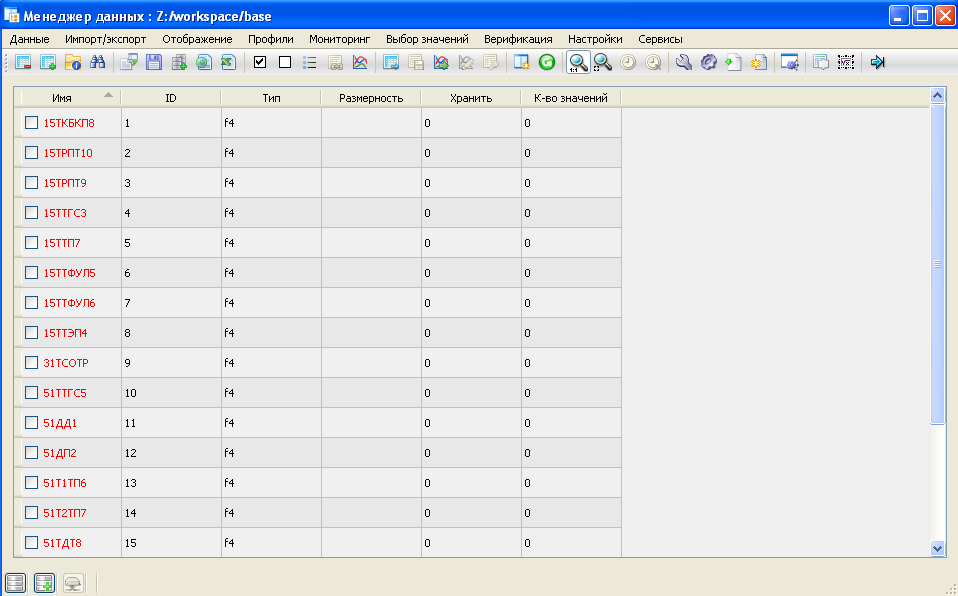 Менеджер данных : Z:/workspace/base
Данные Импорт/экспорт Отображение Профили Мониторинг Выбор значений Верификация Настройки Сервисы
1:1
Имя ID Тип Размерность Хранить К-во значений
15ТКБКП8 1 f4 0 0
15ТРПТ10 2 f4 0 0
15ТРПТ9 3 f4 0 0
15ТТГС3 4 f4 0 0
15ТТП7 5 f4 0 0
15ТТФУЛ5 6 f4 0 0
15ТТФУЛ6 7 f4 0 0
15ТТЭП4 8 f4 0 0
31ТСОТР 9 f4 0 0
51ТТГС5 10 f4 0 0
51ДД1 11 f4 0 0
51ДП2 12 f4 0 0
51Т1ТП6 13 f4 0 0
51Т2ТП7 14 f4 0 0
51ТДТ8 15 f4 0 0